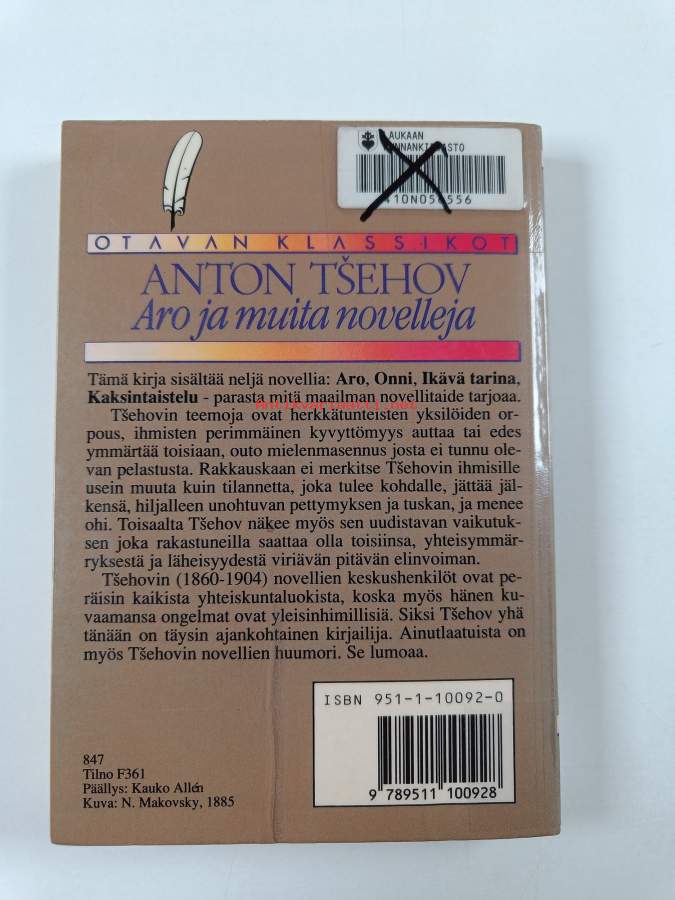 AUKAAN
NNANKI
ASTO
OTAVAN KLASSIKOT
ANTON TŠEHOV
Aro ja muita novelleja
Tämä kirja sisältää neljä novellia: Aro, Onni, Ikävä tarina,
Kaksintaistelu - parasta mitä maailman novellitaide tarjoaa.
Antikvariaatti.net
Tšehovin teemoja ovat herkkätunteisten yksilöiden or-
pous, ihmisten perimmäinen kyvyttömyys auttaa tai edes
ymmärtää toisiaan, outo mielenmasennus josta ei tunnu ole-
van pelastusta. Rakkauskaan ei merkitse Tšehovin ihmisille
usein muuta kuin tilannetta, joka tulee kohdalle, jättää jäl-
kensä, hiljalleen unohtuvan pettymyksen ja tuskan, ja menee
ohi. Toisaalta Tšehov näkee myös sen uudistavan vaikutuk-
sen joka rakastuneilla saattaa olla toisiinsa, yhteisymmär-
ryksestä ja läheisyydestä viriävän pitävän elinvoiman.
Tšehovin (1860-1904) novellien keskushenkilöt ovat pe-
räisin kaikista yhteiskuntaluokista, koska myös hänen ku-
vaamansa ongelmat ovat yleisinhimillisiä. Siksi Tšehov yhä
tänään on täysin ajankohtainen kirjailija. Ainutlaatuista on
myös Tšehovin novellien huumori. Se lumoaa.
ISBN 951-1-10092-0
9 789511 100928
847
Tilno F361
Päällys: Kauko Allén
Kuva: N. Makovsky, 1885